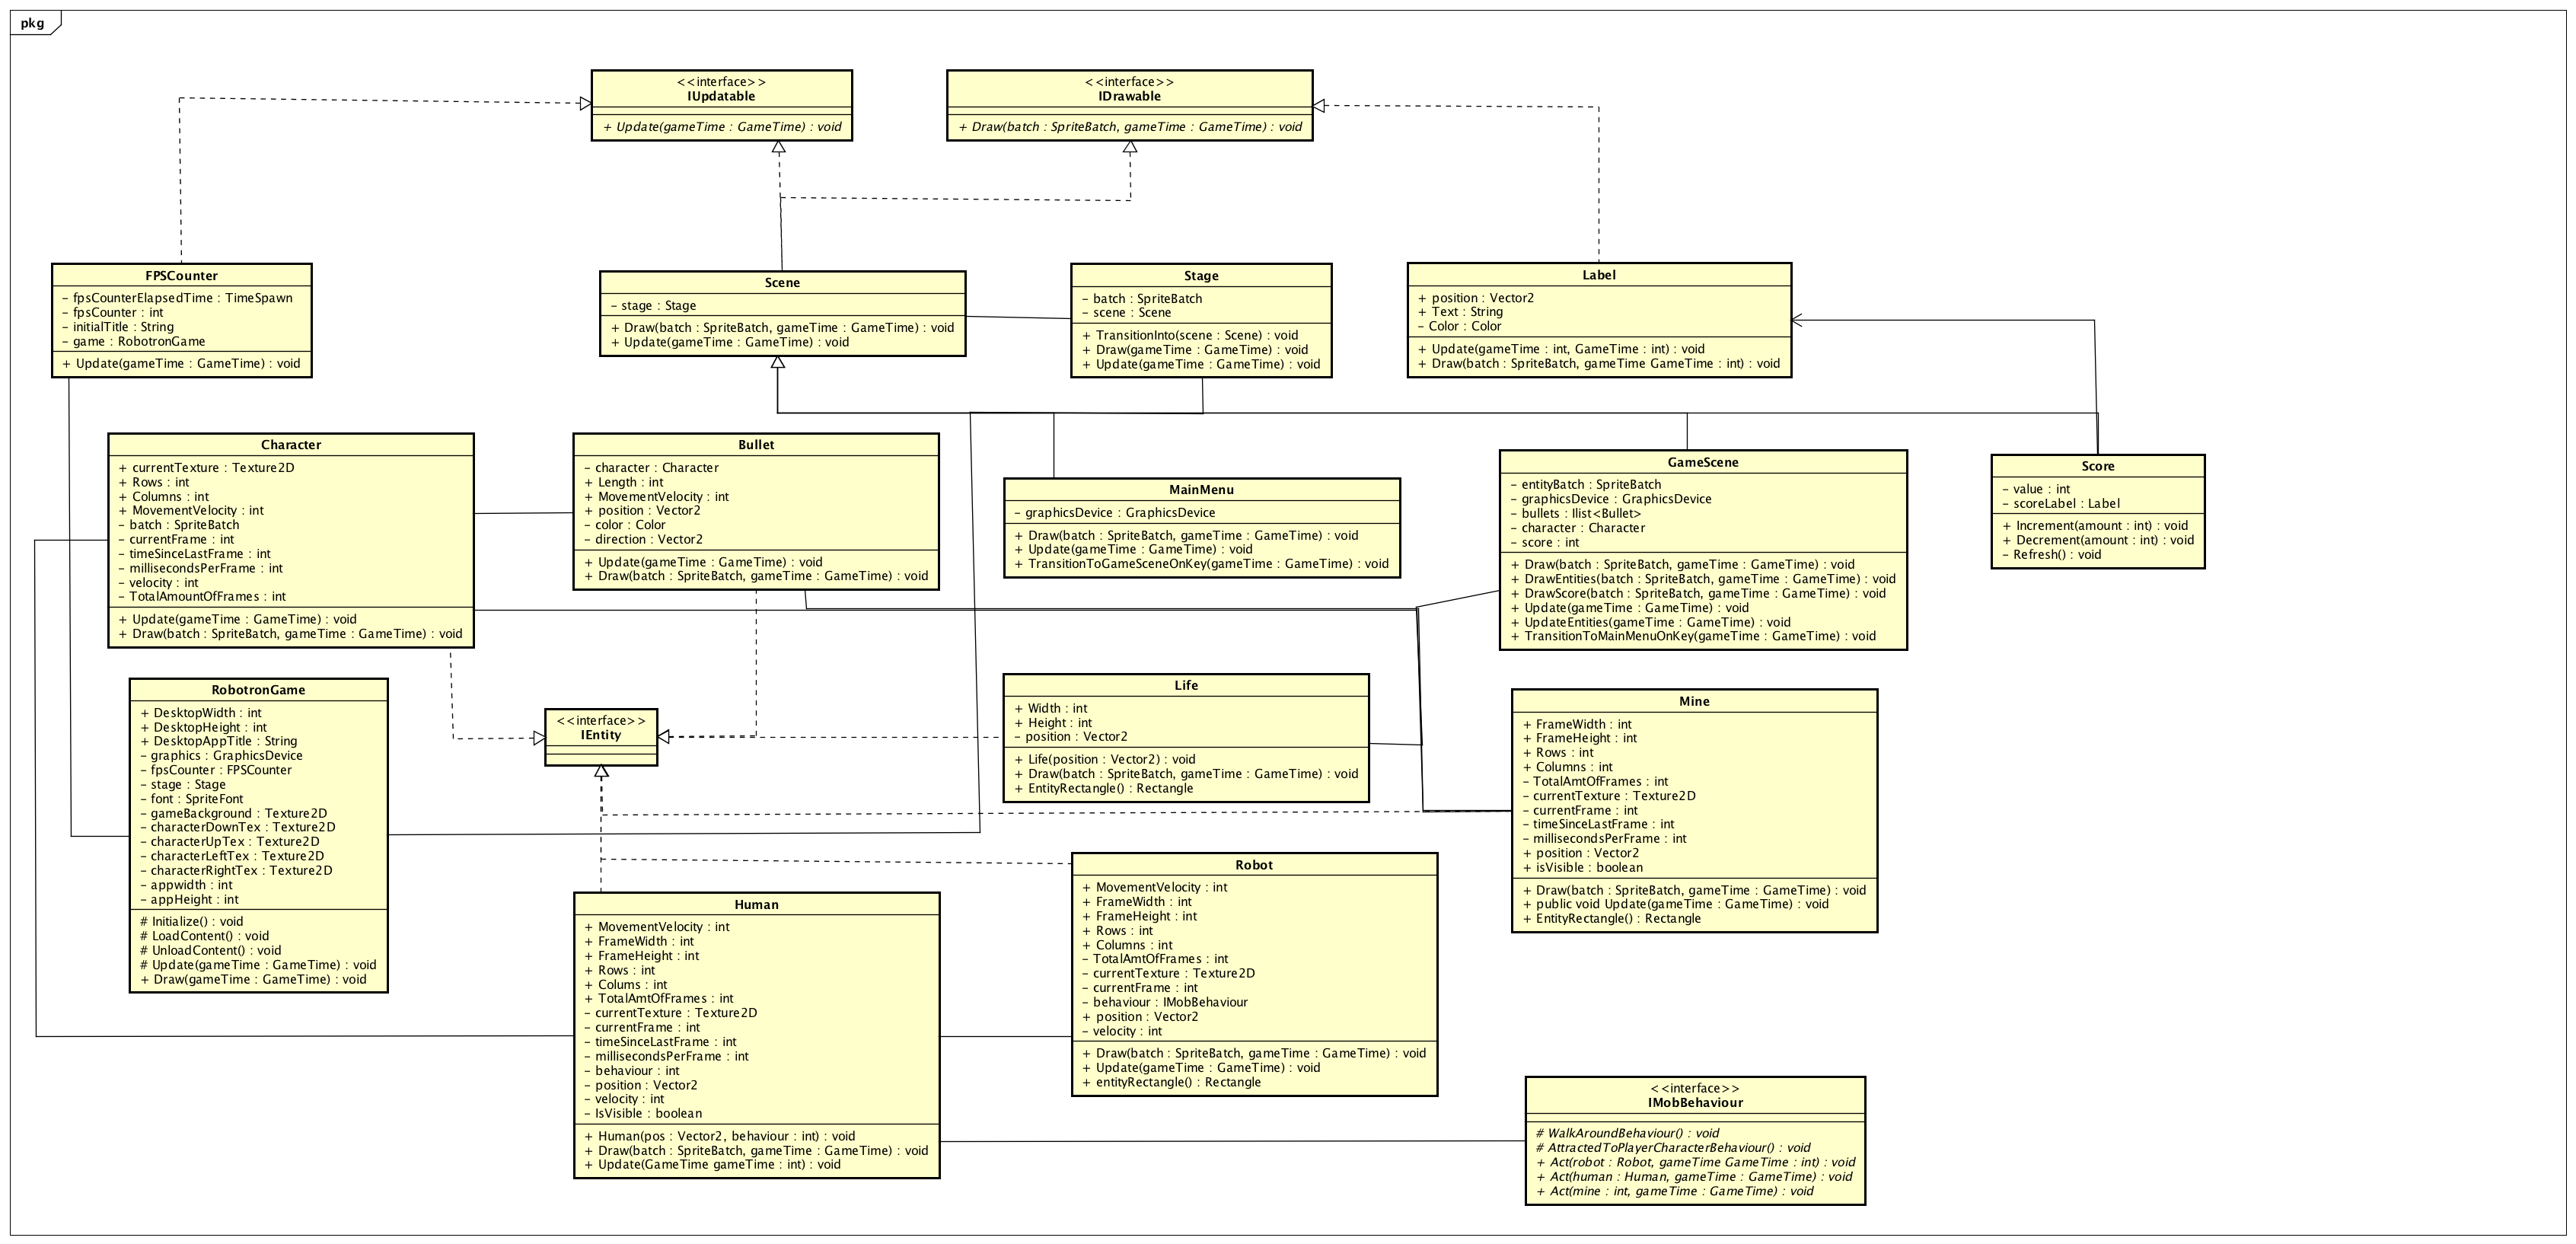 pkg
<<interface>>
IUpdatable
+ Update(gameTime : GameTime) : void
<<interface>>
IDrawable
+ Draw(batch : SpriteBatch, gameTime : GameTime) : void
FPSCounter
– fpsCounterElapsedTime : TimeSpawn
– fpsCounter : int
– initialTitle : String
– game : RobotronGame
+ Update(gameTime : GameTime) : void
Scene
– stage : Stage
+ Draw(batch : SpriteBatch, gameTime : GameTime) : void
+ Update(gameTime : GameTime) : void
Stage
– batch : SpriteBatch
– scene : Scene
+ TransitionInto(scene : Scene) : void
+ Draw(gameTime : GameTime) : void
+ Update(gameTime : GameTime) : void
Label
+ position : Vector2
+ Text : String
– Color : Color
+ Update(gameTime : int, GameTime : int) : void
+ Draw(batch : SpriteBatch, gameTime GameTime : int) : void
Character
+ currentTexture : Texture2D
+ Rows : int
+ Columns : int
+ MovementVelocity : int
– batch : SpriteBatch
– currentFrame : int
– timeSinceLastFrame : int
– millisecondsPerFrame : int
– velocity : int
– TotalAmountOfFrames : int
+ Update(gameTime : GameTime) : void
+ Draw(batch : SpriteBatch, gameTime : GameTime) : void
Bullet
– character : Character
+ Length : int
+ MovementVelocity : int
+ position : Vector2
– color : Color
– direction : Vector2
+ Update(gameTime : GameTime) : void
+ Draw(batch : SpriteBatch, gameTime : GameTime) : void
MainMenu
– graphicsDevice : GraphicsDevice
+ Draw(batch : SpriteBatch, gameTime : GameTime) : void
+ Update(gameTime : GameTime) : void
+ TransitionToGameSceneOnKey(gameTime : GameTime) : void
GameScene
– entityBatch : SpriteBatch
– graphicsDevice : GraphicsDevice
– bullets : Ilist<Bullet>
– character : Character
– score : int
+ Draw(batch : SpriteBatch, gameTime : GameTime) : void
+ DrawEntities(batch : SpriteBatch, gameTime : GameTime) : void
+ DrawScore(batch : SpriteBatch, gameTime : GameTime) : void
+ Update(gameTime : GameTime) : void
+ UpdateEntities(gameTime : GameTime) : void
+ TransitionToMainMenuOnKey(gameTime : GameTime) : void
Score
– value : int
– scoreLabel : Label
+ Increment(amount : int) : void
+ Decrement(amount : int) : void
– Refresh() : void
RobotronGame
+ DesktopWidth : int
+ DesktopHeight : int
+ DesktopAppTitle : String
– graphics : GraphicsDevice
– fpsCounter : FPSCounter
– stage : Stage
– font : SpriteFont
– gameBackground : Texture2D
– characterDownTex : Texture2D
– characterUpTex : Texture2D
– characterLeftTex : Texture2D
– characterRightTex : Texture2D
– appwidth : int
– appHeight : int
# Initialize() : void
# LoadContent() : void
# UnloadContent() : void
# Update(gameTime : GameTime) : void
+ Draw(gameTime : GameTime) : void
<<interface>>
IEntity
Life
+ Width : int
+ Height : int
– position : Vector2
+ Life(position : Vector2) : void
+ Draw(batch : SpriteBatch, gameTime : GameTime) : void
+ EntityRectangle() : Rectangle
Mine
+ FrameWidth : int
+ FrameHeight : int
+ Rows : int
+ Columns : int
– TotalAmtOfFrames : int
– currentTexture : Texture2D
– currentFrame : int
– timeSinceLastFrame : int
– millisecondsPerFrame : int
+ position : Vector2
+ isVisible : boolean
+ Draw(batch : SpriteBatch, gameTime : GameTime) : void
+ public void Update(gameTime : GameTime) : void
+ EntityRectangle() : Rectangle
Human
+ MovementVelocity : int
+ FrameWidth : int
+ FrameHeight : int
+ Rows : int
+ Colums : int
+ TotalAmtOfFrames : int
– currentTexture : Texture2D
– currentFrame : int
– timeSinceLastFrame : int
– millisecondsPerFrame : int
– behaviour : int
– position : Vector2
– velocity : int
– IsVisible : boolean
+ Human(pos : Vector2, behaviour : int) : void
+ Draw(batch : SpriteBatch, gameTime : GameTime) : void
+ Update(GameTime gameTime : int) : void
Robot
+ MovementVelocity : int
+ FrameWidth : int
+ FrameHeight : int
+ Rows : int
+ Columns : int
– TotalAmtOfFrames : int
– currentTexture : Texture2D
– currentFrame : int
– behaviour : IMobBehaviour
+ position : Vector2
– velocity : int
+ Draw(batch : SpriteBatch, gameTime : GameTime) : void
+ Update(gameTime : GameTime) : void
+ entityRectangle() : Rectangle
<<interface>>
IMobBehaviour
# WalkAroundBehaviour() : void
# AttractedToPlayerCharacterBehaviour() : void
+ Act(robot : Robot, gameTime GameTime : int) : void
+ Act(human : Human, gameTime : GameTime) : void
+ Act(mine : int, gameTime : GameTime) : void